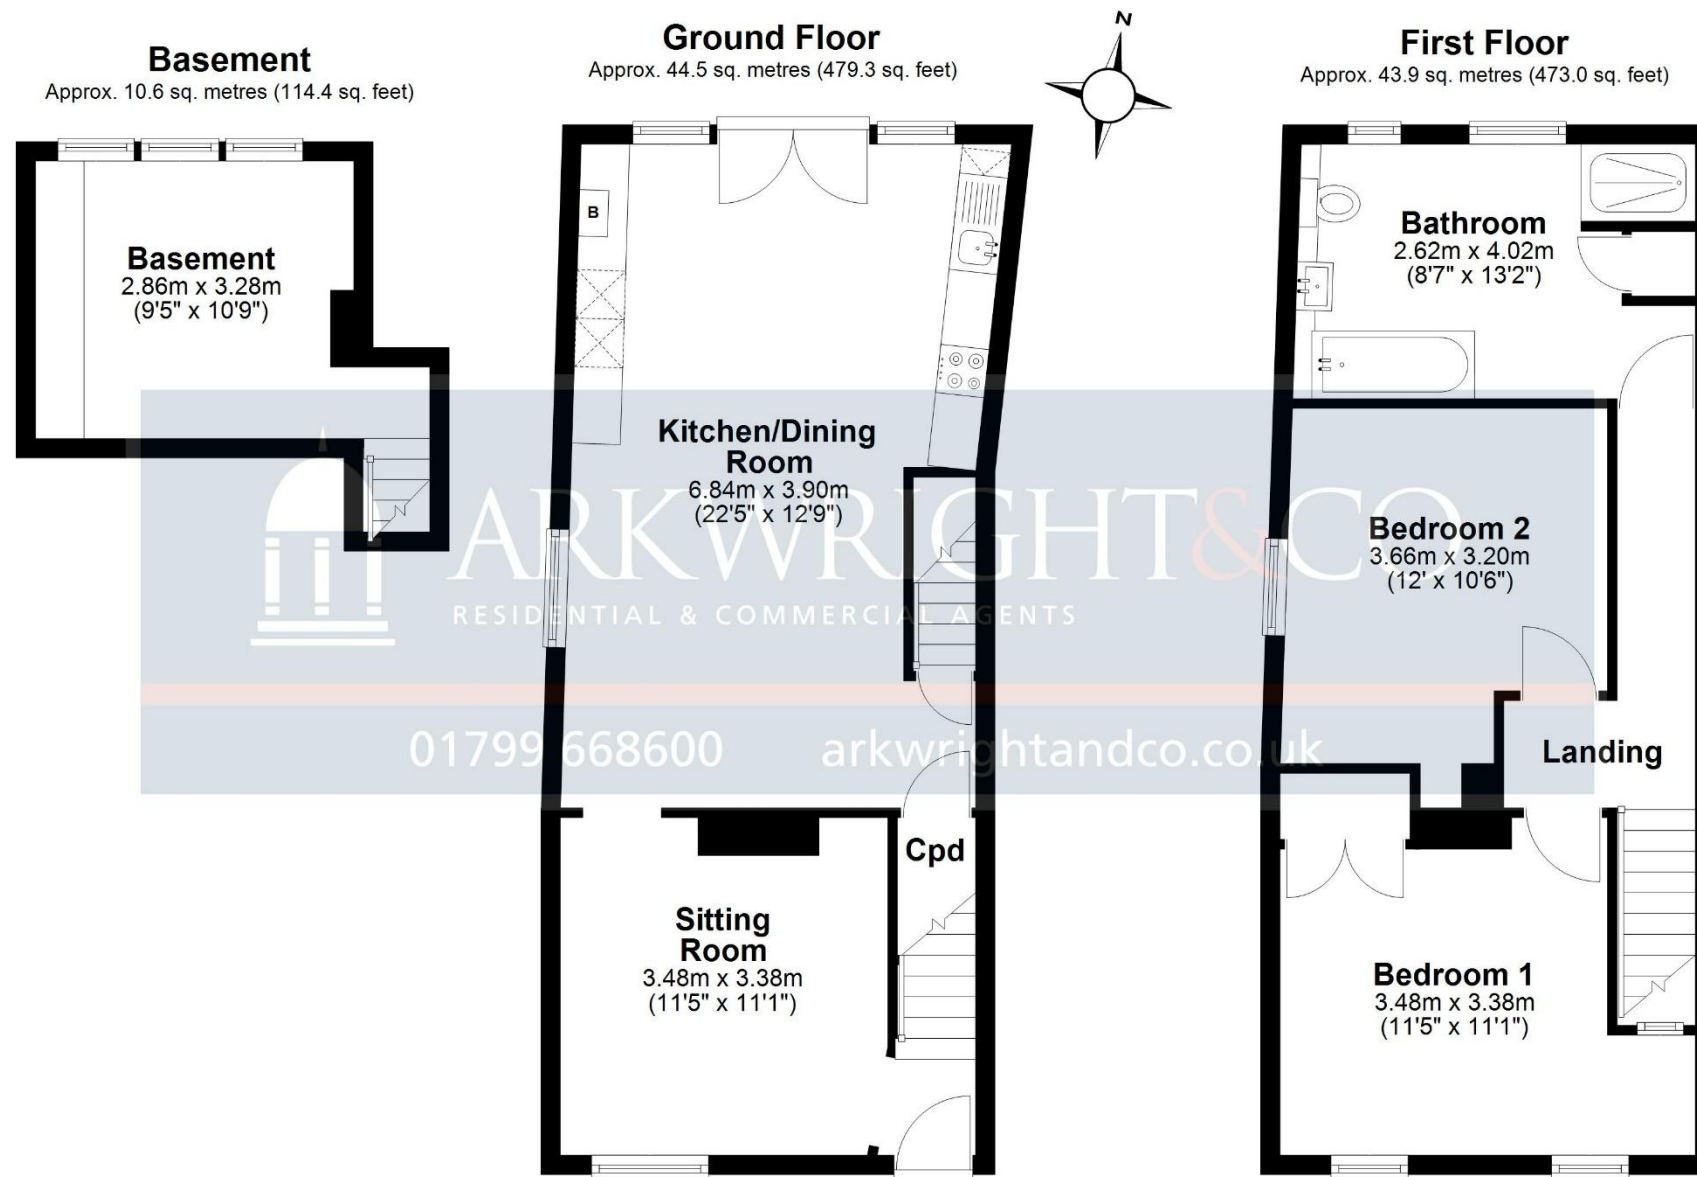 Basement
Approx. 10.6 sq. metres (114.4 sq. feet)
Basement
2.86m x 3.28m
(9'5" x 10'9")
Ground Floor
Approx. 44.5 sq. metres (479.3 sq. feet)
N
B
Kitchen/Dining
Room
6.84m x 3.90m
(22'5" x 12'9")
Cpd
Sitting
Room
3.48m x 3.38m
(11'5" x 11'1")
First Floor
Approx. 43.9 sq. metres (473.0 sq. feet)
Bathroom
2.62m x 4.02m
(8'7" x 13'2")
Bedroom 2
3.66m x 3.20m
(12' x 10'6")
Landing
Bedroom 1
3.48m x 3.38m
(11'5" x 11'1")
ARKWRIGHT&CO
RESIDENTIAL & COMMERCIAL AGENTS
01799 668600 arkwrightandco.co.uk